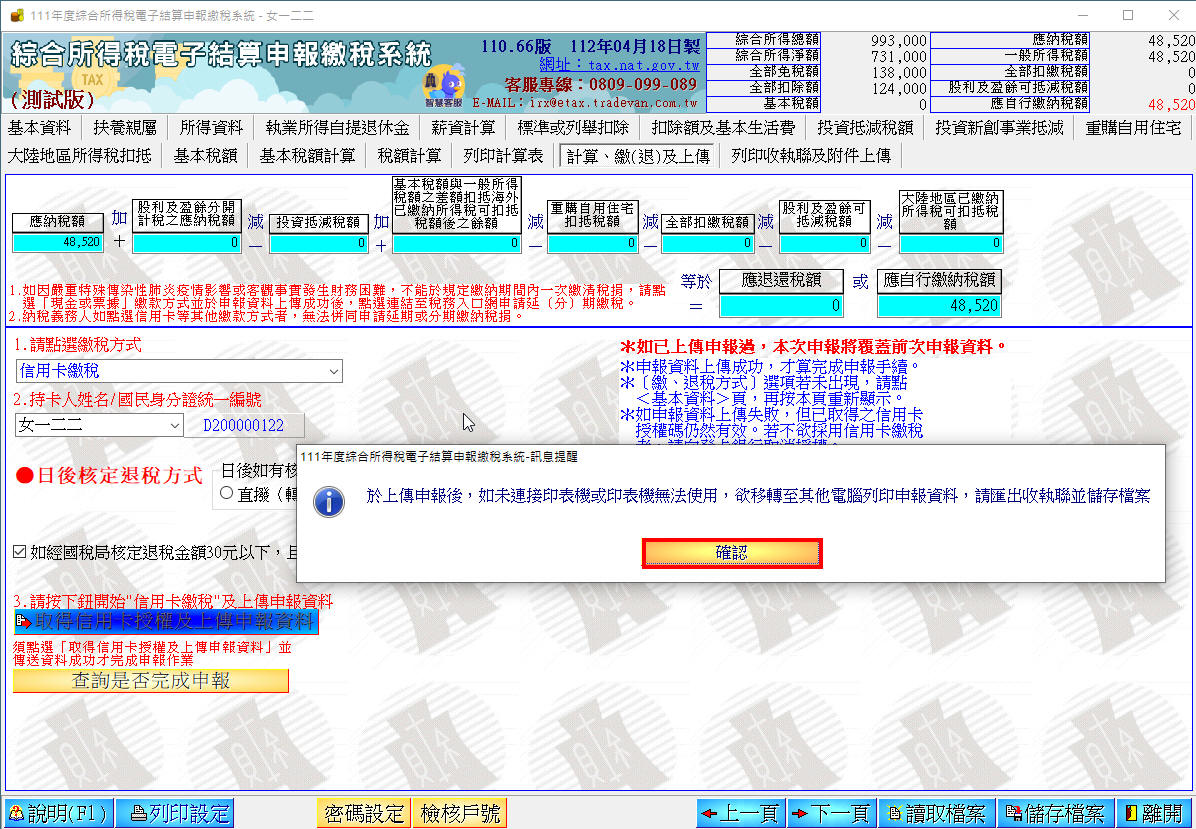 111年度綜合所得稅電子結算申報繳稅系統 - 女一二二
綜合所得稅電子結算申報繳稅系統
(測試版)
TAX
智慧客服
110.66版 112年04月18日製
網址：tax.nat.gov.tw
客服專線：0809-099-089
E-MAIL：irx@etax.tradevan.com.tw
綜合所得總額 993,000 應納稅額 48,520
綜合所得淨額 731,000 一般所得稅額 48,520
全部免稅額 138,000 全部扣繳稅額 0
全部扣除額 124,000 股利及盈餘可抵減稅額 0
基本稅額 0 應自行繳納稅額 48,520
基本資料 扶養親屬 所得資料 執業所得自提退休金 薪資計算 標準或列舉扣除 扣除額及基本生活費 投資抵減稅額 投資新創事業抵減 重購自用住宅
大陸地區所得稅扣抵 基本稅額 基本稅額計算 稅額計算 列印計算表 計算、繳(退)及上傳 列印收執聯及附件上傳
應納稅額
48,520
加
＋
股利及盈餘分開
計稅之應納稅額
0
減
－
投資抵減稅額
0
加
＋
基本稅額與一般所得
稅額之差額扣抵海外
已繳納所得稅可扣抵
稅額後之餘額
0
減
－
重購自用住宅
扣抵稅額
0
減
－
全部扣繳稅額
0
減
－
股利及盈餘可
抵減稅額
0
減
－
大陸地區已繳納
所得稅可扣抵稅
額
0
1.如因嚴重特殊傳染性肺炎疫情影響或客觀事實發生財務困難，不能於規定繳納期間內一次繳清稅捐，請點
選「現金或票據」繳款方式並於申報資料上傳成功後，點選連結至稅務入口網申請延（分）期繳稅。
2.納稅義務人如點選信用卡等其他繳款方式者，無法併同申請延期或分期繳納稅捐。
等於
＝
應退還稅額
0
或
應自行繳納稅額
48,520
1.請點選繳稅方式
信用卡繳稅
2.持卡人姓名/國民身分證統一編號
女一二二 D200000122
●日後核定退稅方式
日後如有核
直撥（轉
如經國稅局核定退稅金額30元以下，且
3.請按下鈕開始"信用卡繳稅"及上傳申報資料
取得信用卡授權及上傳申報資料
須點選「取得信用卡授權及上傳申報資料」並
傳送資料成功才完成申報作業
查詢是否完成申報
＊如已上傳申報過，本次申報將覆蓋前次申報資料。
＊申報資料上傳成功，才算完成申報手續。
＊〔繳、退稅方式〕選項若未出現，請點
＜基本資料＞頁，再按本頁重新顯示。
＊如申報資料上傳失敗，但已取得之信用卡
授權碼仍然有效。若不欲採用信用卡繳稅
111年度綜合所得稅電子結算申報繳稅系統-訊息提醒
於上傳申報後，如未連接印表機或印表機無法使用，欲移轉至其他電腦列印申報資料，請匯出收執聯並儲存檔案
確認
說明(F1) 列印設定 密碼設定 檢核戶號 上一頁 下一頁 讀取檔案 儲存檔案 離開